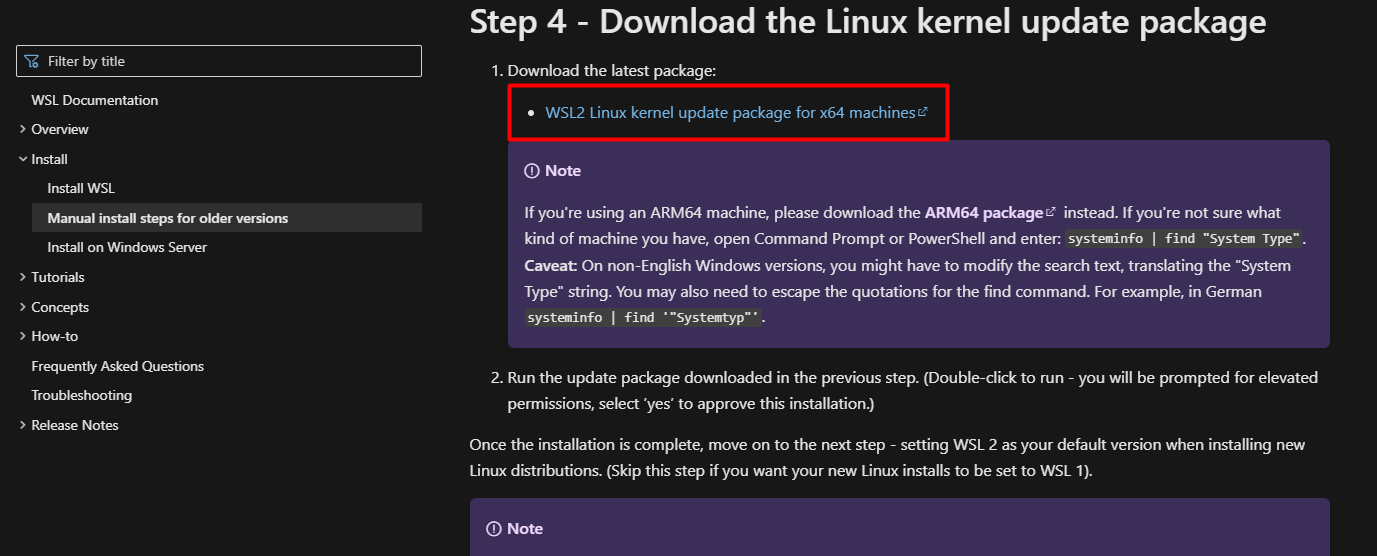 Step 4 - Download the Linux kernel update package
Filter by title
WSL Documentation
Overview
Install
Install WSL
Manual install steps for older versions
Install on Windows Server
Tutorials
Concepts
How-to
Frequently Asked Questions
Troubleshooting
Release Notes
1. Download the latest package:
• WSL2 Linux kernel update package for x64 machines
Note
If you're using an ARM64 machine, please download the ARM64 package instead. If you're not sure what
kind of machine you have, open Command Prompt or PowerShell and enter: systeminfo | find "System Type".
Caveat: On non-English Windows versions, you might have to modify the search text, translating the "System
Type" string. You may also need to escape the quotations for the find command. For example, in German
systeminfo | find '"Systemtyp"'.
2. Run the update package downloaded in the previous step. (Double-click to run - you will be prompted for elevated
permissions, select ‘yes’ to approve this installation.)
Once the installation is complete, move on to the next step - setting WSL 2 as your default version when installing new
Linux distributions. (Skip this step if you want your new Linux installs to be set to WSL 1).
Note